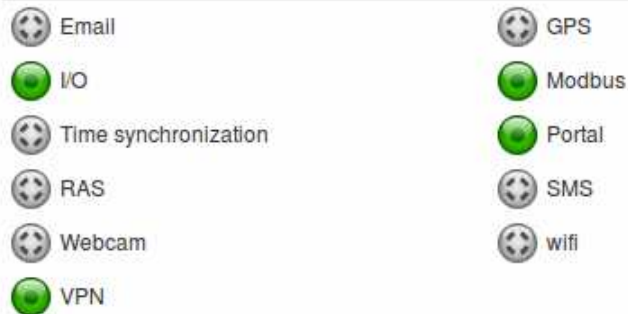 Email
I/O
Time synchronization
RAS
Webcam
VPN
GPS
Modbus
Portal
SMS
wifi